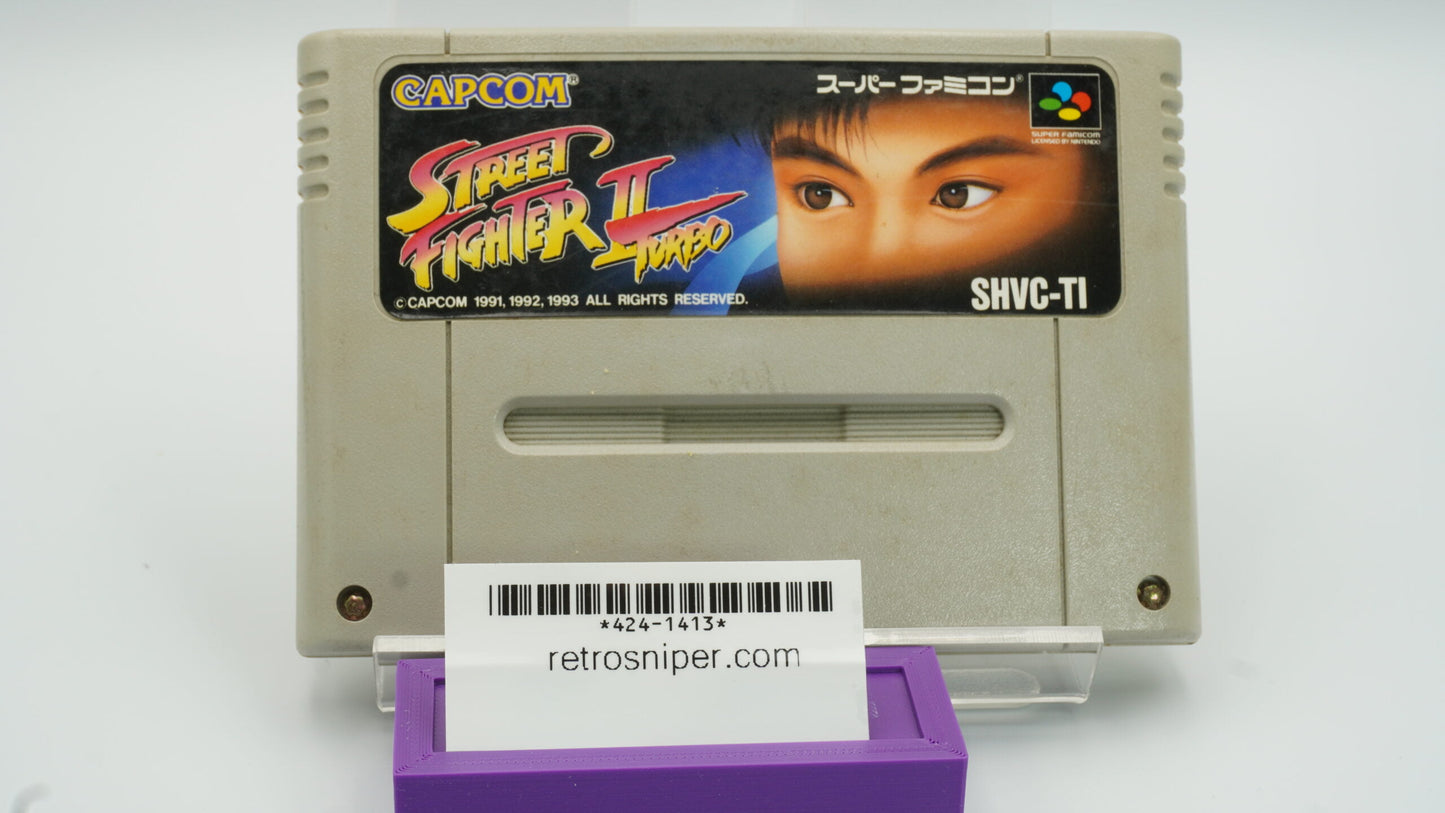 CAPCOM®
スーパーファミコン®
SUPER FAMICOM
LICENSED BY NINTENDO
STREET
FIGHTER II
TURBO
© CAPCOM 1991, 1992, 1993 ALL RIGHTS RESERVED.
SHVC-TI
*424-1413*
retrosniper.com